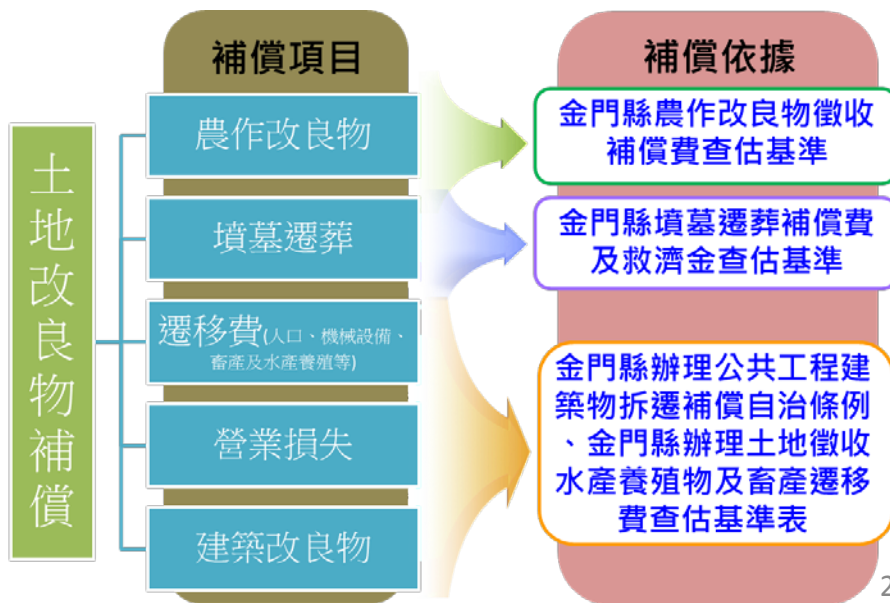 補償項目
補償依據
土地改良物補償
農作改良物
墳墓遷葬
遷移費(人口、機械設備、
畜產及水產養殖等)
營業損失
建築改良物
金門縣農作改良物徵收
補償費查估基準
金門縣墳墓遷葬補償費
及救濟金查估基準
金門縣辦理公共工程建
築物拆遷補償自治條例
、金門縣辦理土地徵收
水產養殖物及畜產遷移
費查估基準表
2